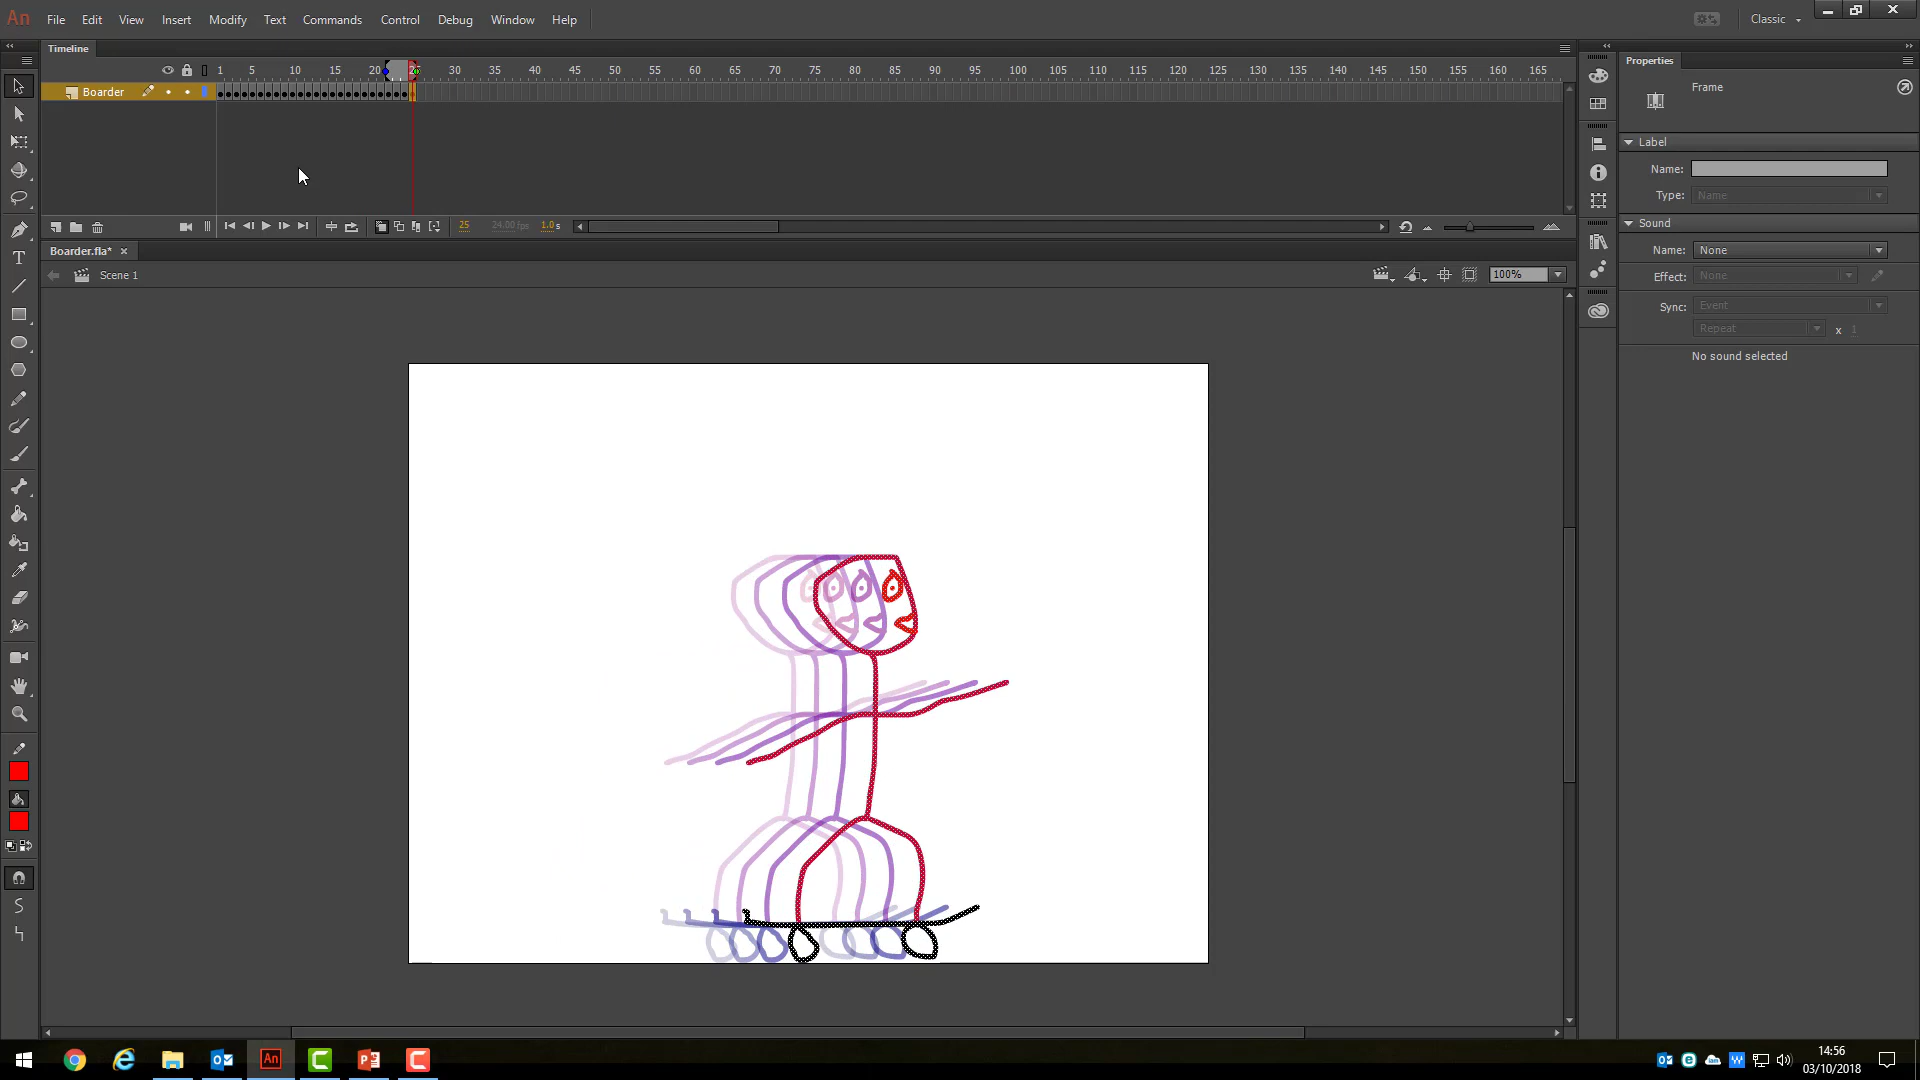 An File Edit View Insert Modify Text Commands Control Debug Window Help Classic
Timeline
1 5 10 15 20 25 30 35 40 45 50 55 60 65 70 75 80 85 90 95 100 105 110 115 120 125 130 135 140 145 150 155 160 165
Boarder
25 24.00 fps 1.0 s
Boarder.fla*
Scene 1
100%
Properties
Frame
Label
Name:
Type: Name
Sound
Name: None
Effect: None
Sync: Event
Repeat x 1
No sound selected
An
14:56
03/10/2018